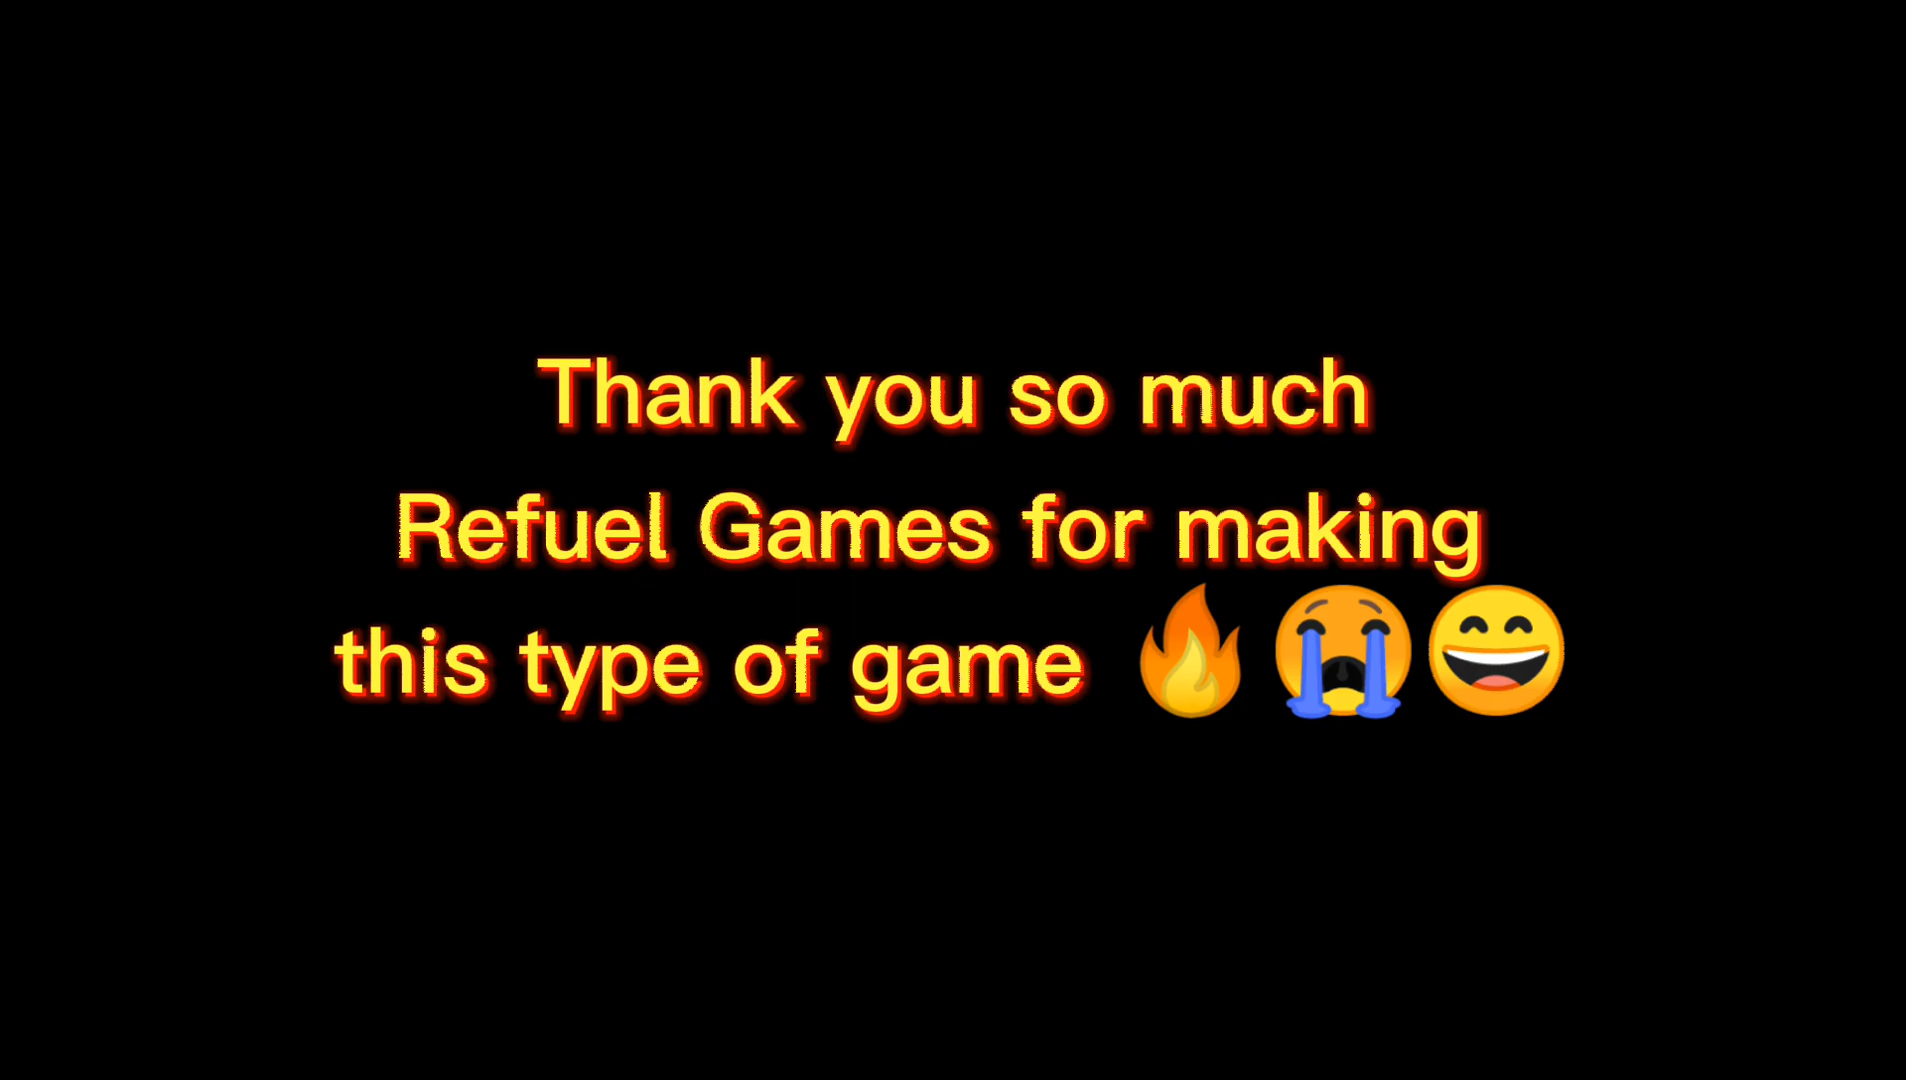 Thank you so much
Refuel Games for making
this type of game 🔥😭😄